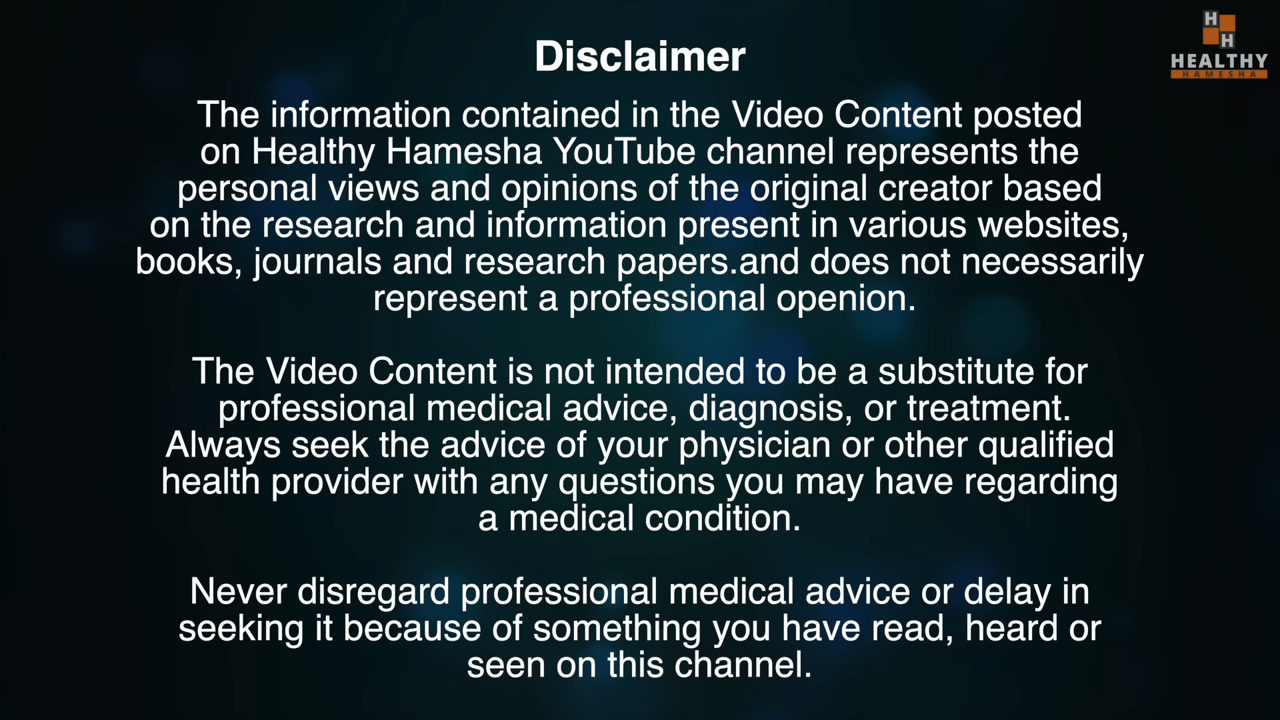 H
H
HEALTHY
HAMESHA
Disclaimer
The information contained in the Video Content posted
on Healthy Hamesha YouTube channel represents the
personal views and opinions of the original creator based
on the research and information present in various websites,
books, journals and research papers.and does not necessarily
represent a professional openion.
The Video Content is not intended to be a substitute for
professional medical advice, diagnosis, or treatment.
Always seek the advice of your physician or other qualified
health provider with any questions you may have regarding
a medical condition.
Never disregard professional medical advice or delay in
seeking it because of something you have read, heard or
seen on this channel.